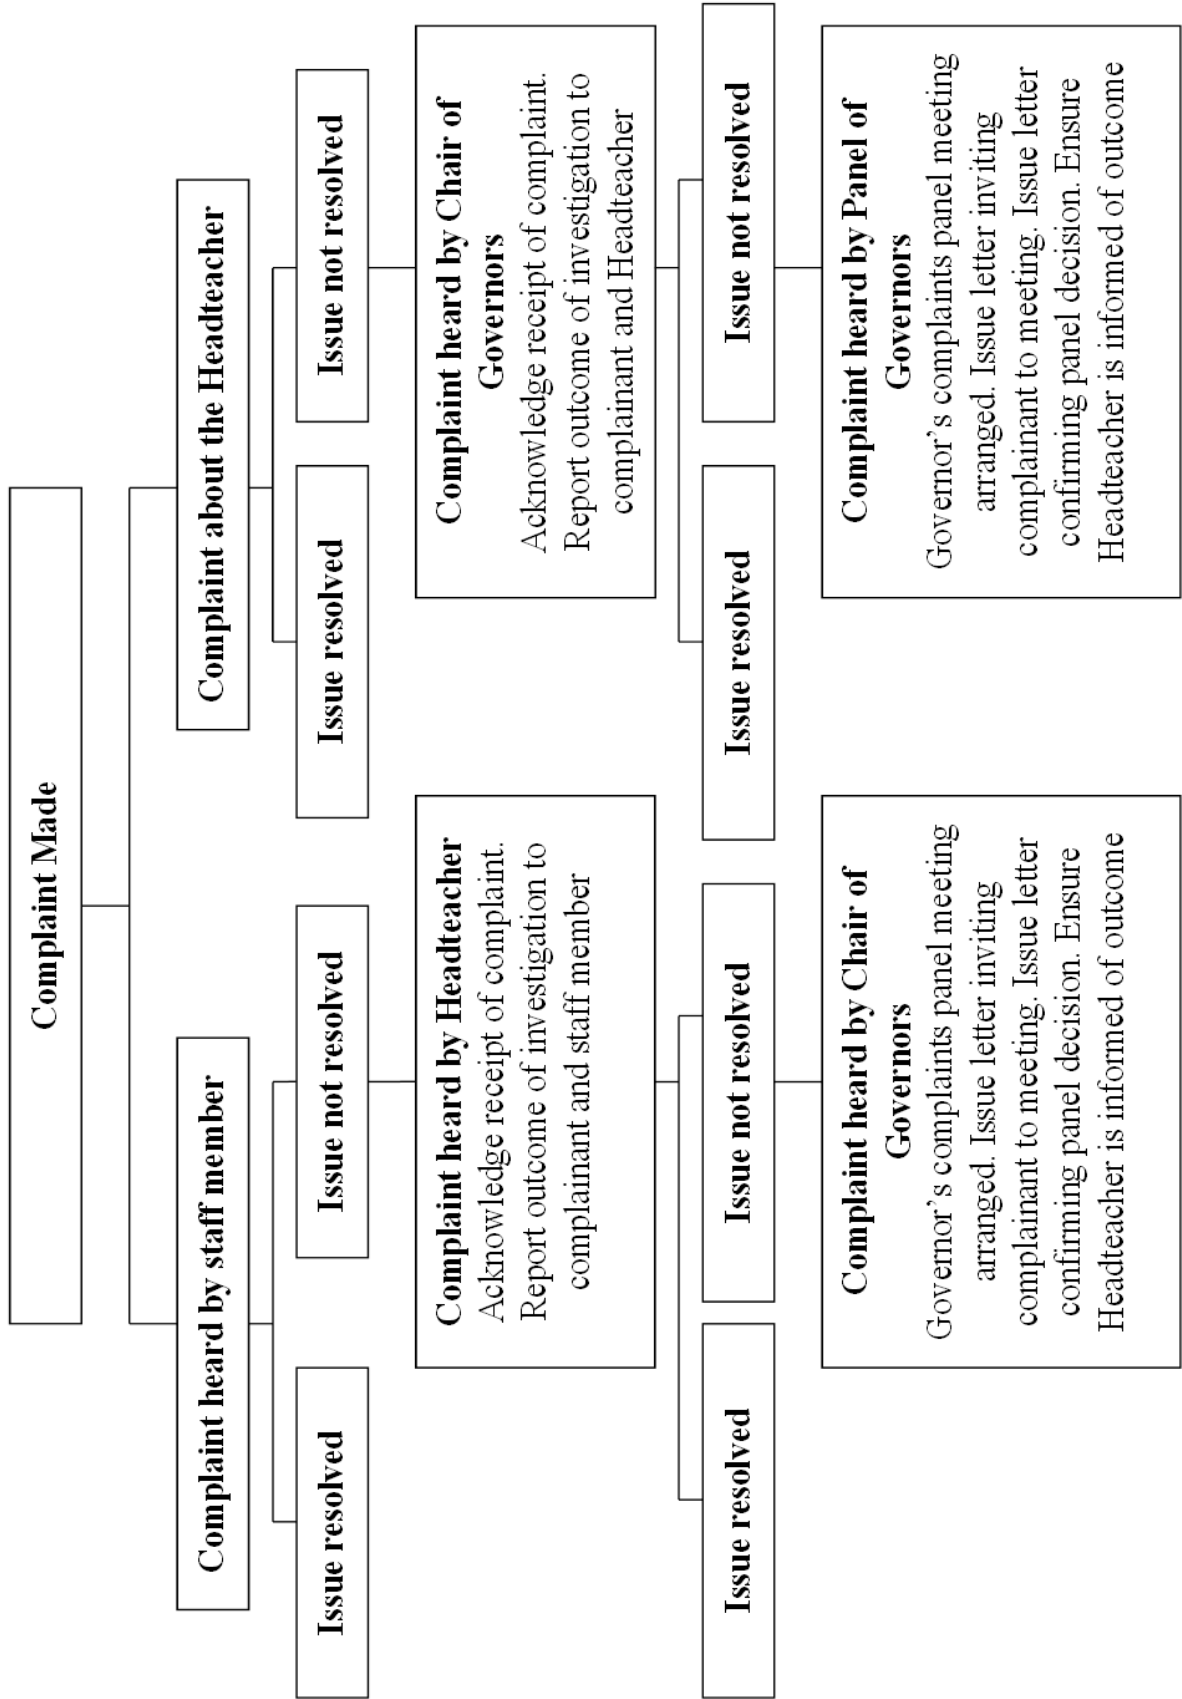 Complaint Made
Complaint heard by staff member
Complaint about the Headteacher
Issue resolved
Issue not resolved
Issue resolved
Issue not resolved
Complaint heard by Headteacher
Acknowledge receipt of complaint.
Report outcome of investigation to
complainant and staff member
Complaint heard by Chair of
Governors
Acknowledge receipt of complaint.
Report outcome of investigation to
complainant and Headteacher
Issue resolved
Issue not resolved
Issue resolved
Issue not resolved
Complaint heard by Chair of
Governors
Governor’s complaints panel meeting
arranged. Issue letter inviting
complainant to meeting. Issue letter
confirming panel decision. Ensure
Headteacher is informed of outcome
Complaint heard by Panel of
Governors
Governor’s complaints panel meeting
arranged. Issue letter inviting
complainant to meeting. Issue letter
confirming panel decision. Ensure
Headteacher is informed of outcome